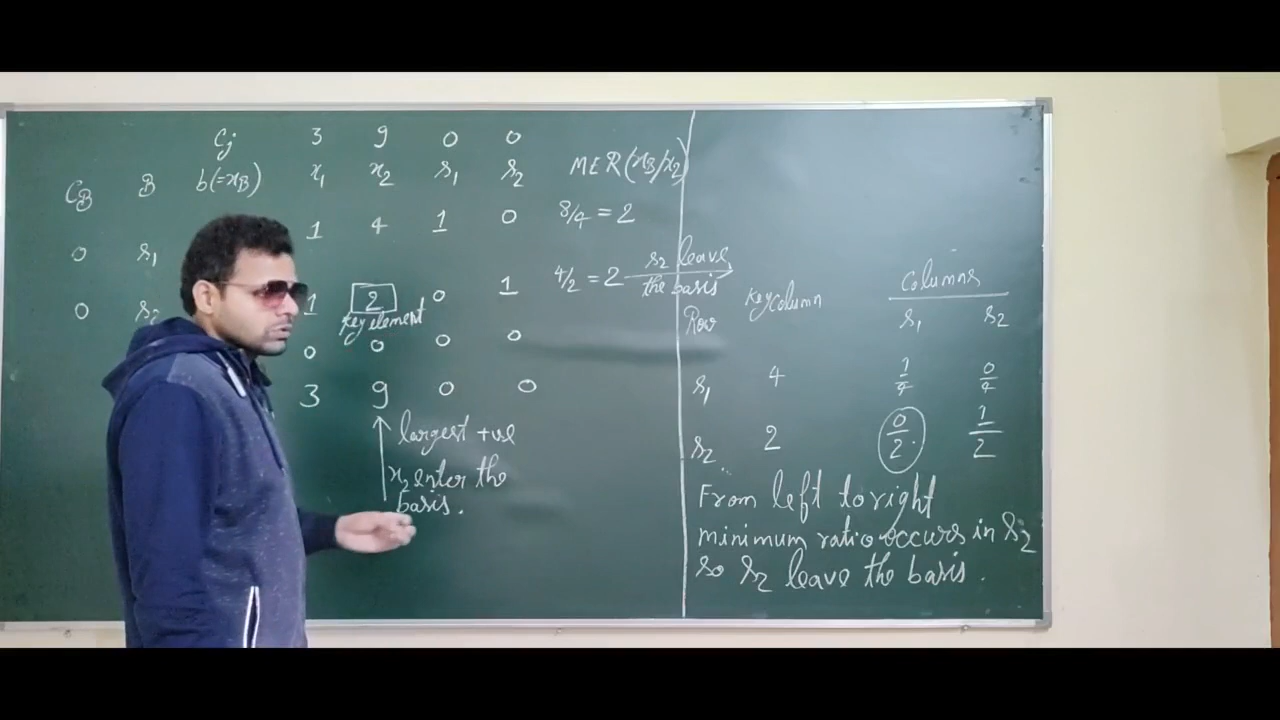 Cj 3 9 0 0
CB B b(=xB) x1 x2 s1 s2 MER(xB/x2)
0 s1 1 4 1 0 8/4 = 2
0 s2 1 2 0 1 4/2 = 2 s2 leave the basis
Key element
0 0 0 0
3 9 0 0
largest +ve
x2 enter the
basis.
Row Key Column Columns
s1 s2
s1 4 1/4 0/4
s2 2 0/2 1/2
From left to right
minimum ratio occurs in s2
so s2 leave the basis.